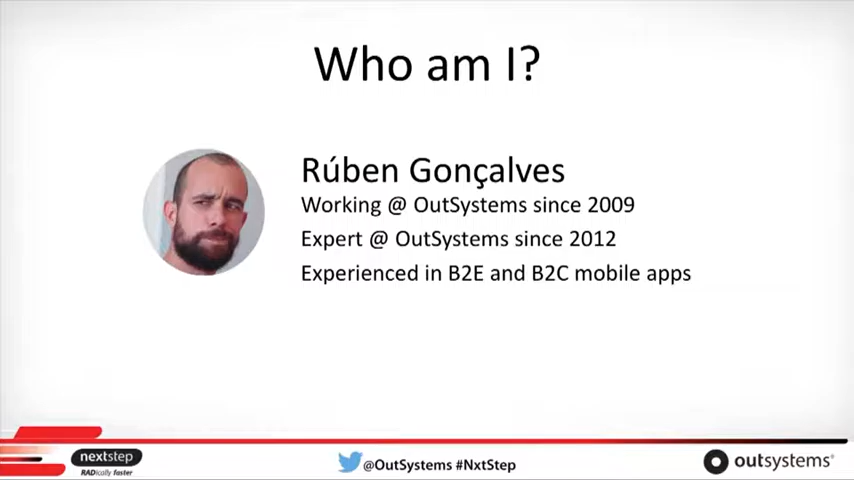 Who am I?
Rúben Gonçalves
Working @ OutSystems since 2009
Expert @ OutSystems since 2012
Experienced in B2E and B2C mobile apps
nextstep
RADically faster
@OutSystems #NxtStep
outsystems®